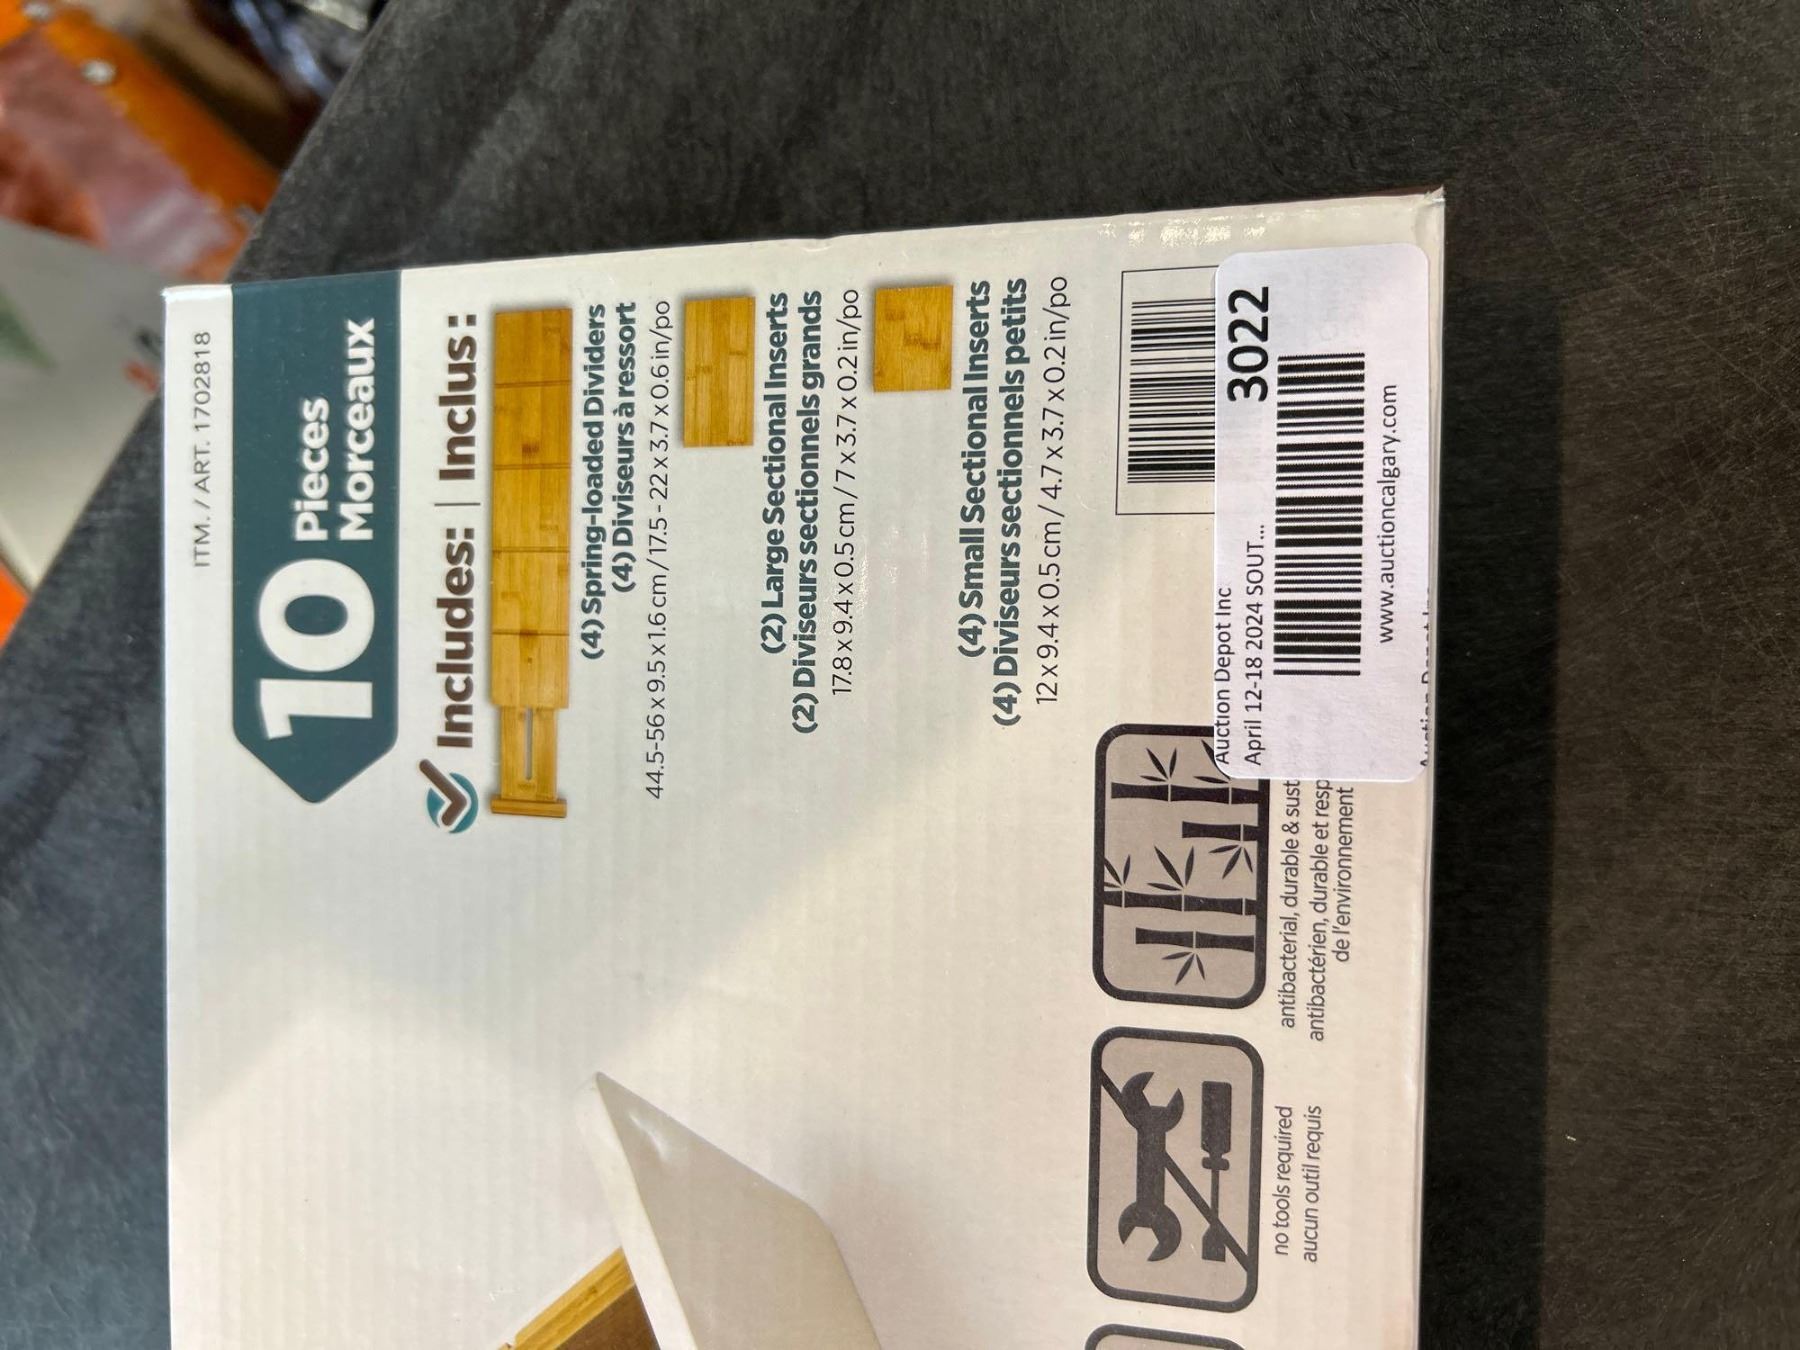 ITM. / ART. 1702818
10 Pieces
Morceaux
Includes: | Inclus:
(4) Spring-loaded Dividers
(4) Diviseurs à ressort
44.5-56 x 9.5 x 1.6 cm / 17.5 - 22 x 3.7 x 0.6 in/po
(2) Large Sectional Inserts
(2) Diviseurs sectionnels grands
17.8 x 9.4 x 0.5 cm / 7 x 3.7 x 0.2 in/po
(4) Small Sectional Inserts
(4) Diviseurs sectionnels petits
12 x 9.4 x 0.5 cm / 4.7 x 3.7 x 0.2 in/po
no tools required
aucun outil requis
antibacterial, durable & sust
antibactérien, durable et resp
de l'environnement
Auction Depot Inc
3022
April 12-18 2024 SOUT...
www.auctioncalgary.com